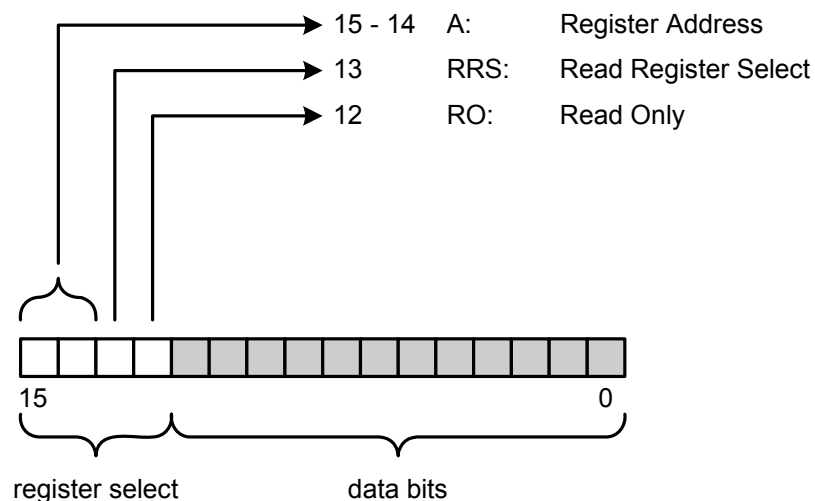 15 - 14 A: Register Address
13 RRS: Read Register Select
12 RO: Read Only
15 0
register select data bits